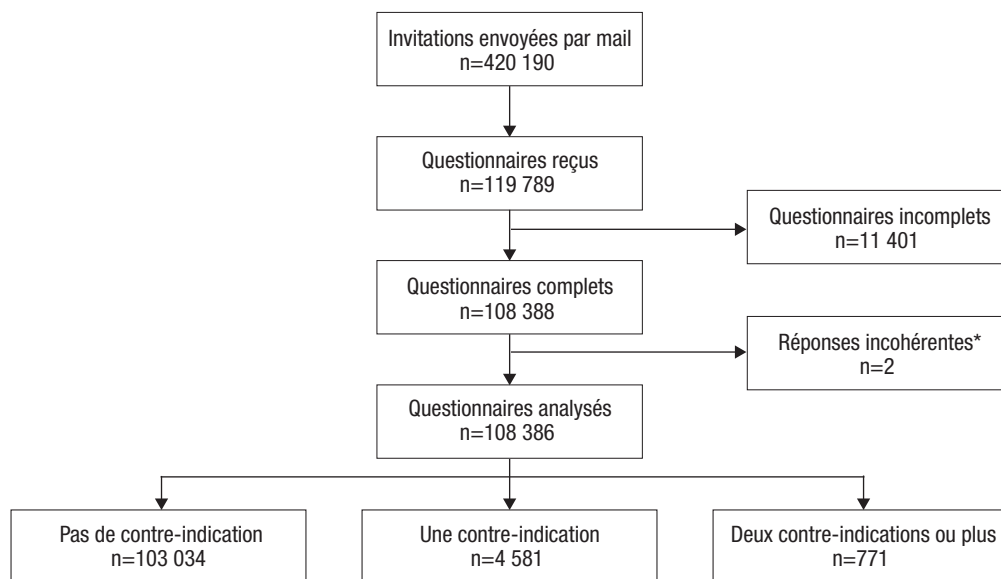 Invitations envoyées par mail
n=420 190
Questionnaires reçus
n=119 789
Questionnaires incomplets
n=11 401
Questionnaires complets
n=108 388
Réponses incohérentes*
n=2
Questionnaires analysés
n=108 386
Pas de contre-indication
n=103 034
Une contre-indication
n=4 581
Deux contre-indications ou plus
n=771